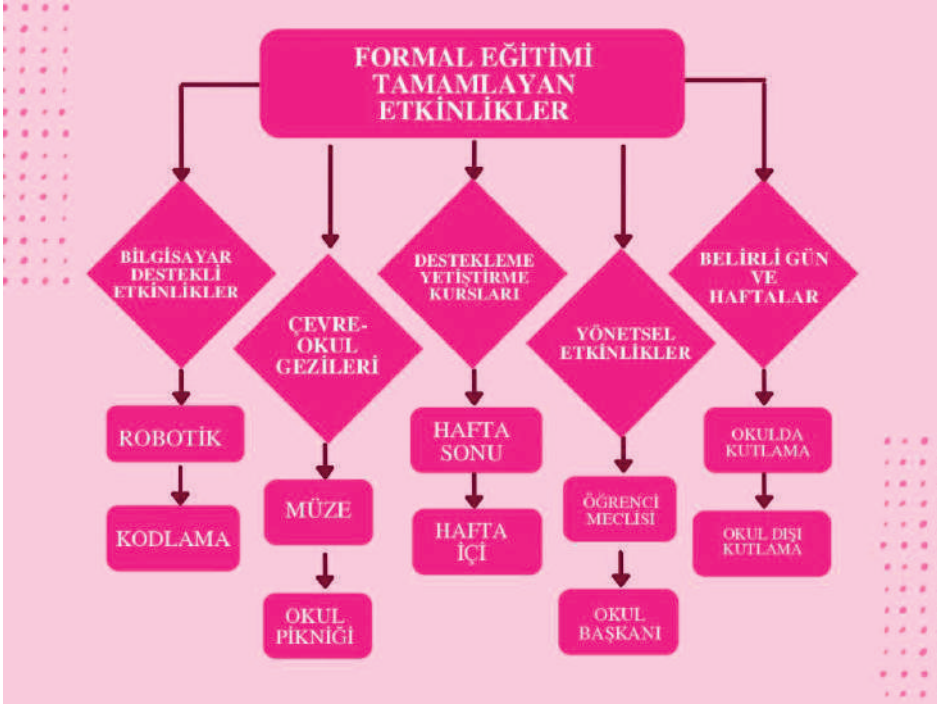 FORMAL EĞİTİMİ
TAMAMLAYAN
ETKİNLİKLER
BİLGİSAYAR
DESTEKLİ
ETKİNLİKLER
ROBOTİK
KODLAMA
ÇEVRE-
OKUL
GEZİLERİ
MÜZE
OKUL
PİKNİĞİ
DESTEKLEME
YETİŞTİRME
KURSLARI
HAFTA
SONU
HAFTA
İÇİ
YÖNETSEL
ETKİNLİKLER
ÖĞRENCİ
MECLİSİ
OKUL
BAŞKANI
BELİRLİ GÜN
VE
HAFTALAR
OKULDA
KUTLAMA
OKUL DIŞI
KUTLAMA